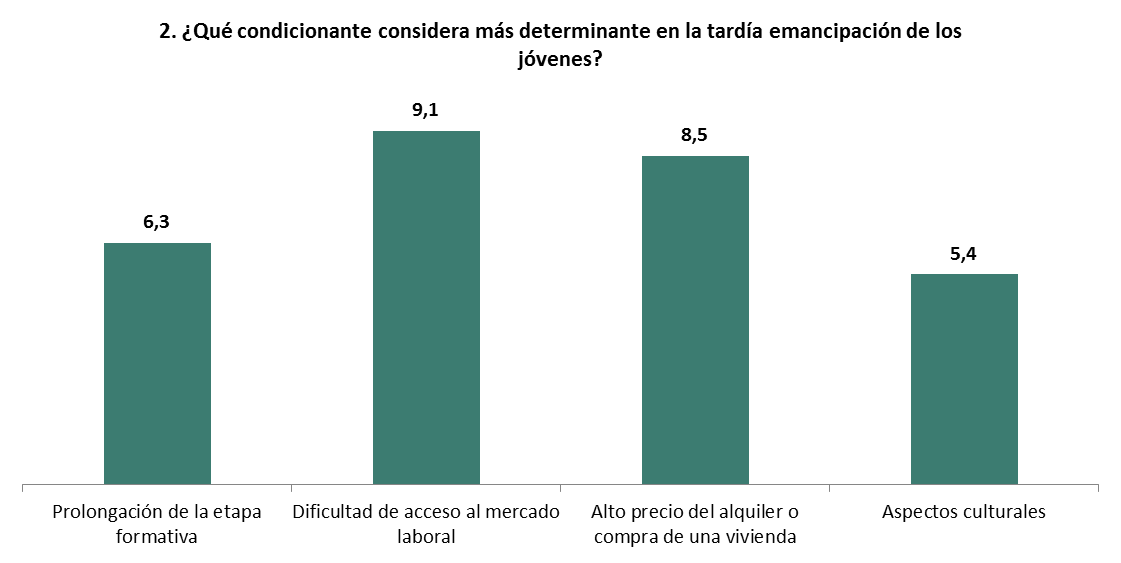 2. ¿Qué condicionante considera más determinante en la tardía emancipación de los
jóvenes?
6,3
9,1
8,5
5,4
Prolongación de la etapa
formativa
Dificultad de acceso al mercado
laboral
Alto precio del alquiler o
compra de una vivienda
Aspectos culturales